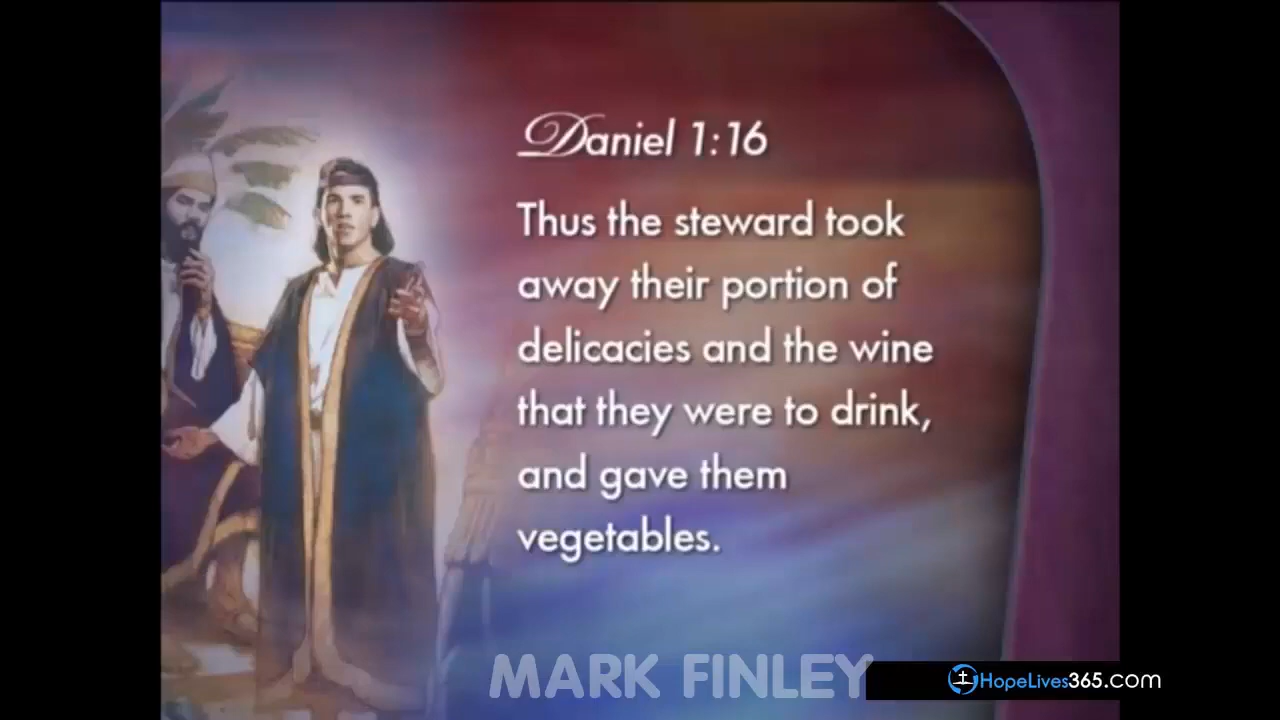 Daniel 1:16
Thus the steward took
away their portion of
delicacies and the wine
that they were to drink,
and gave them
vegetables.
MARK FINLEY
HopeLives365.com